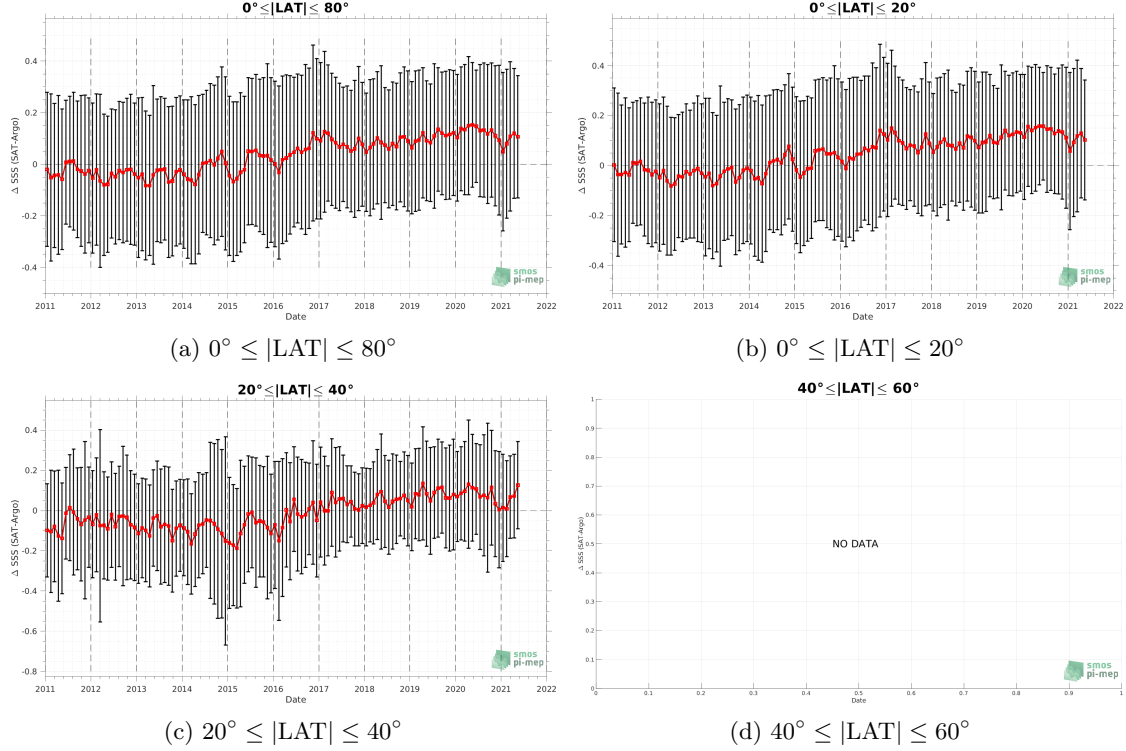 0°≤|LAT|≤ 80°
Δ SSS (SAT-Argo)
0.4
0.2
0
-0.2
-0.4
2011 2012 2013 2014 2015 2016 2017 2018 2019 2020 2021 2022
Date
smos
pi-mep
(a) 0° ≤ |LAT| ≤ 80°
0°≤|LAT|≤ 20°
Δ SSS (SAT-Argo)
0.4
0.2
0
-0.2
-0.4
2011 2012 2013 2014 2015 2016 2017 2018 2019 2020 2021 2022
Date
smos
pi-mep
(b) 0° ≤ |LAT| ≤ 20°
20°≤|LAT|≤ 40°
Δ SSS (SAT-Argo)
0.4
0.2
0
-0.2
-0.4
-0.6
-0.8
2011 2012 2013 2014 2015 2016 2017 2018 2019 2020 2021 2022
Date
smos
pi-mep
(c) 20° ≤ |LAT| ≤ 40°
40°≤|LAT|≤ 60°
Δ SSS (SAT-Argo)
1
0.9
0.8
0.7
0.6
0.5
0.4
0.3
0.2
0.1
0
NO DATA
0 0.1 0.2 0.3 0.4 0.5 0.6 0.7 0.8 0.9 1
Date
smos
pi-mep
(d) 40° ≤ |LAT| ≤ 60°